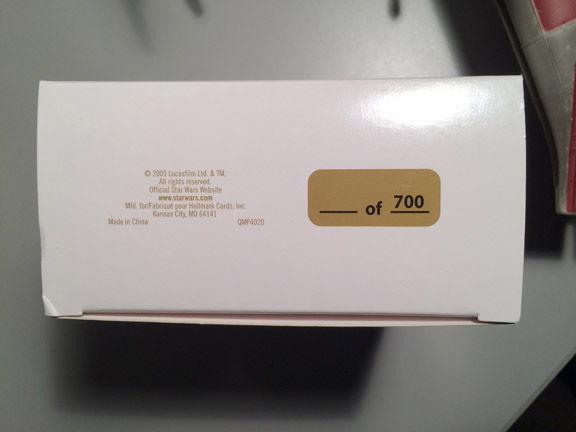 © 2009 Lucasfilm Ltd. & TM.
All rights reserved.
Official Star Wars Website
www.starwars.com
Mfd. for/Fabriqué pour Hallmark Cards, Inc.
Kansas City, MO 64141
Made in China QMP4020
___ of 700